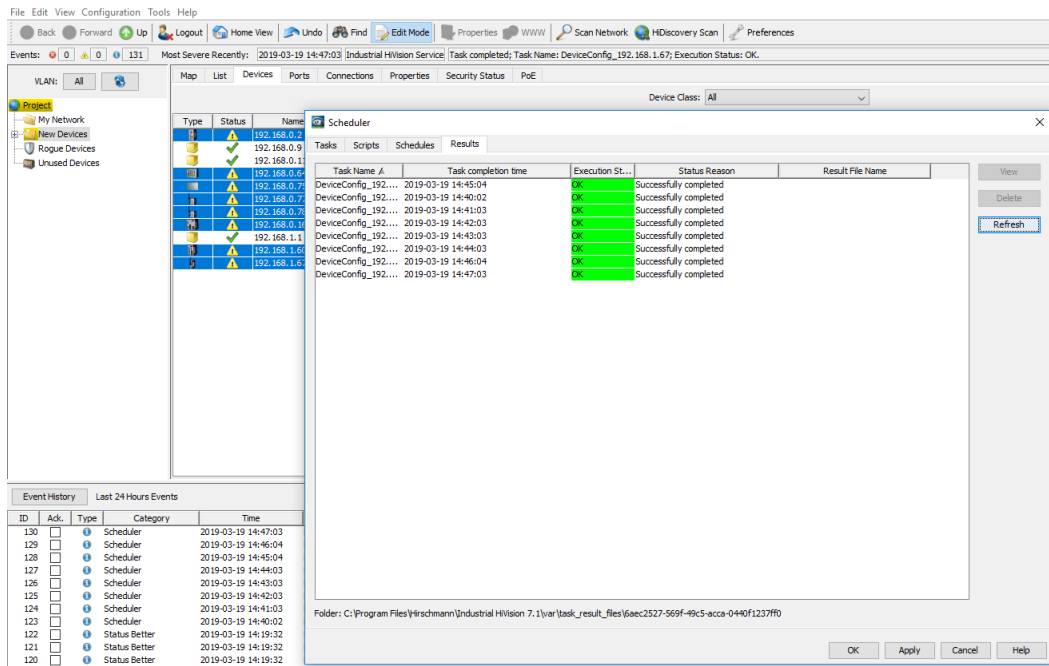 File Edit View Configuration Tools Help
Back Forward Up Logout Home View Undo Find Edit Mode Properties WWW Scan Network HiDiscovery Scan Preferences
Events: 0 0 131 Most Severe Recently: 2019-03-19 14:47:03 Industrial HiVision Service Task completed; Task Name: DeviceConfig_192.168.1.67; Execution Status: OK.
VLAN: All
Project
My Network
New Devices
Rogue Devices
Unused Devices
Map List Devices Ports Connections Properties Security Status PoE
Device Class: All
Type Status Name
192.168.0.2
192.168.0.9
192.168.0.1
192.168.0.64
192.168.0.75
192.168.0.7
192.168.0.78
192.168.0.16
192.168.1.1
192.168.1.60
192.168.1.67
Scheduler
Tasks Scripts Schedules Results
Task Name Task completion time Execution St... Status Reason Result File Name
DeviceConfig_192.... 2019-03-19 14:45:04 OK Successfully completed
DeviceConfig_192.... 2019-03-19 14:40:02 OK Successfully completed
DeviceConfig_192.... 2019-03-19 14:41:03 OK Successfully completed
DeviceConfig_192.... 2019-03-19 14:42:03 OK Successfully completed
DeviceConfig_192.... 2019-03-19 14:43:03 OK Successfully completed
DeviceConfig_192.... 2019-03-19 14:44:03 OK Successfully completed
DeviceConfig_192.... 2019-03-19 14:46:04 OK Successfully completed
DeviceConfig_192.... 2019-03-19 14:47:03 OK Successfully completed
View
Delete
Refresh
Folder: C:\Program Files\Hirschmann\Industrial HiVision 7.1\var\task_result_files\6aec2527-569f-49c5-acca-0440f1237ff0
OK Apply Cancel Help
Event History Last 24 Hours Events
ID Ack. Type Category Time
130 Scheduler 2019-03-19 14:47:03
129 Scheduler 2019-03-19 14:46:04
128 Scheduler 2019-03-19 14:45:04
127 Scheduler 2019-03-19 14:44:03
126 Scheduler 2019-03-19 14:43:03
125 Scheduler 2019-03-19 14:42:03
124 Scheduler 2019-03-19 14:41:03
123 Scheduler 2019-03-19 14:40:02
122 Status Better 2019-03-19 14:19:32
121 Status Better 2019-03-19 14:19:32
120 Status Better 2019-03-19 14:19:32